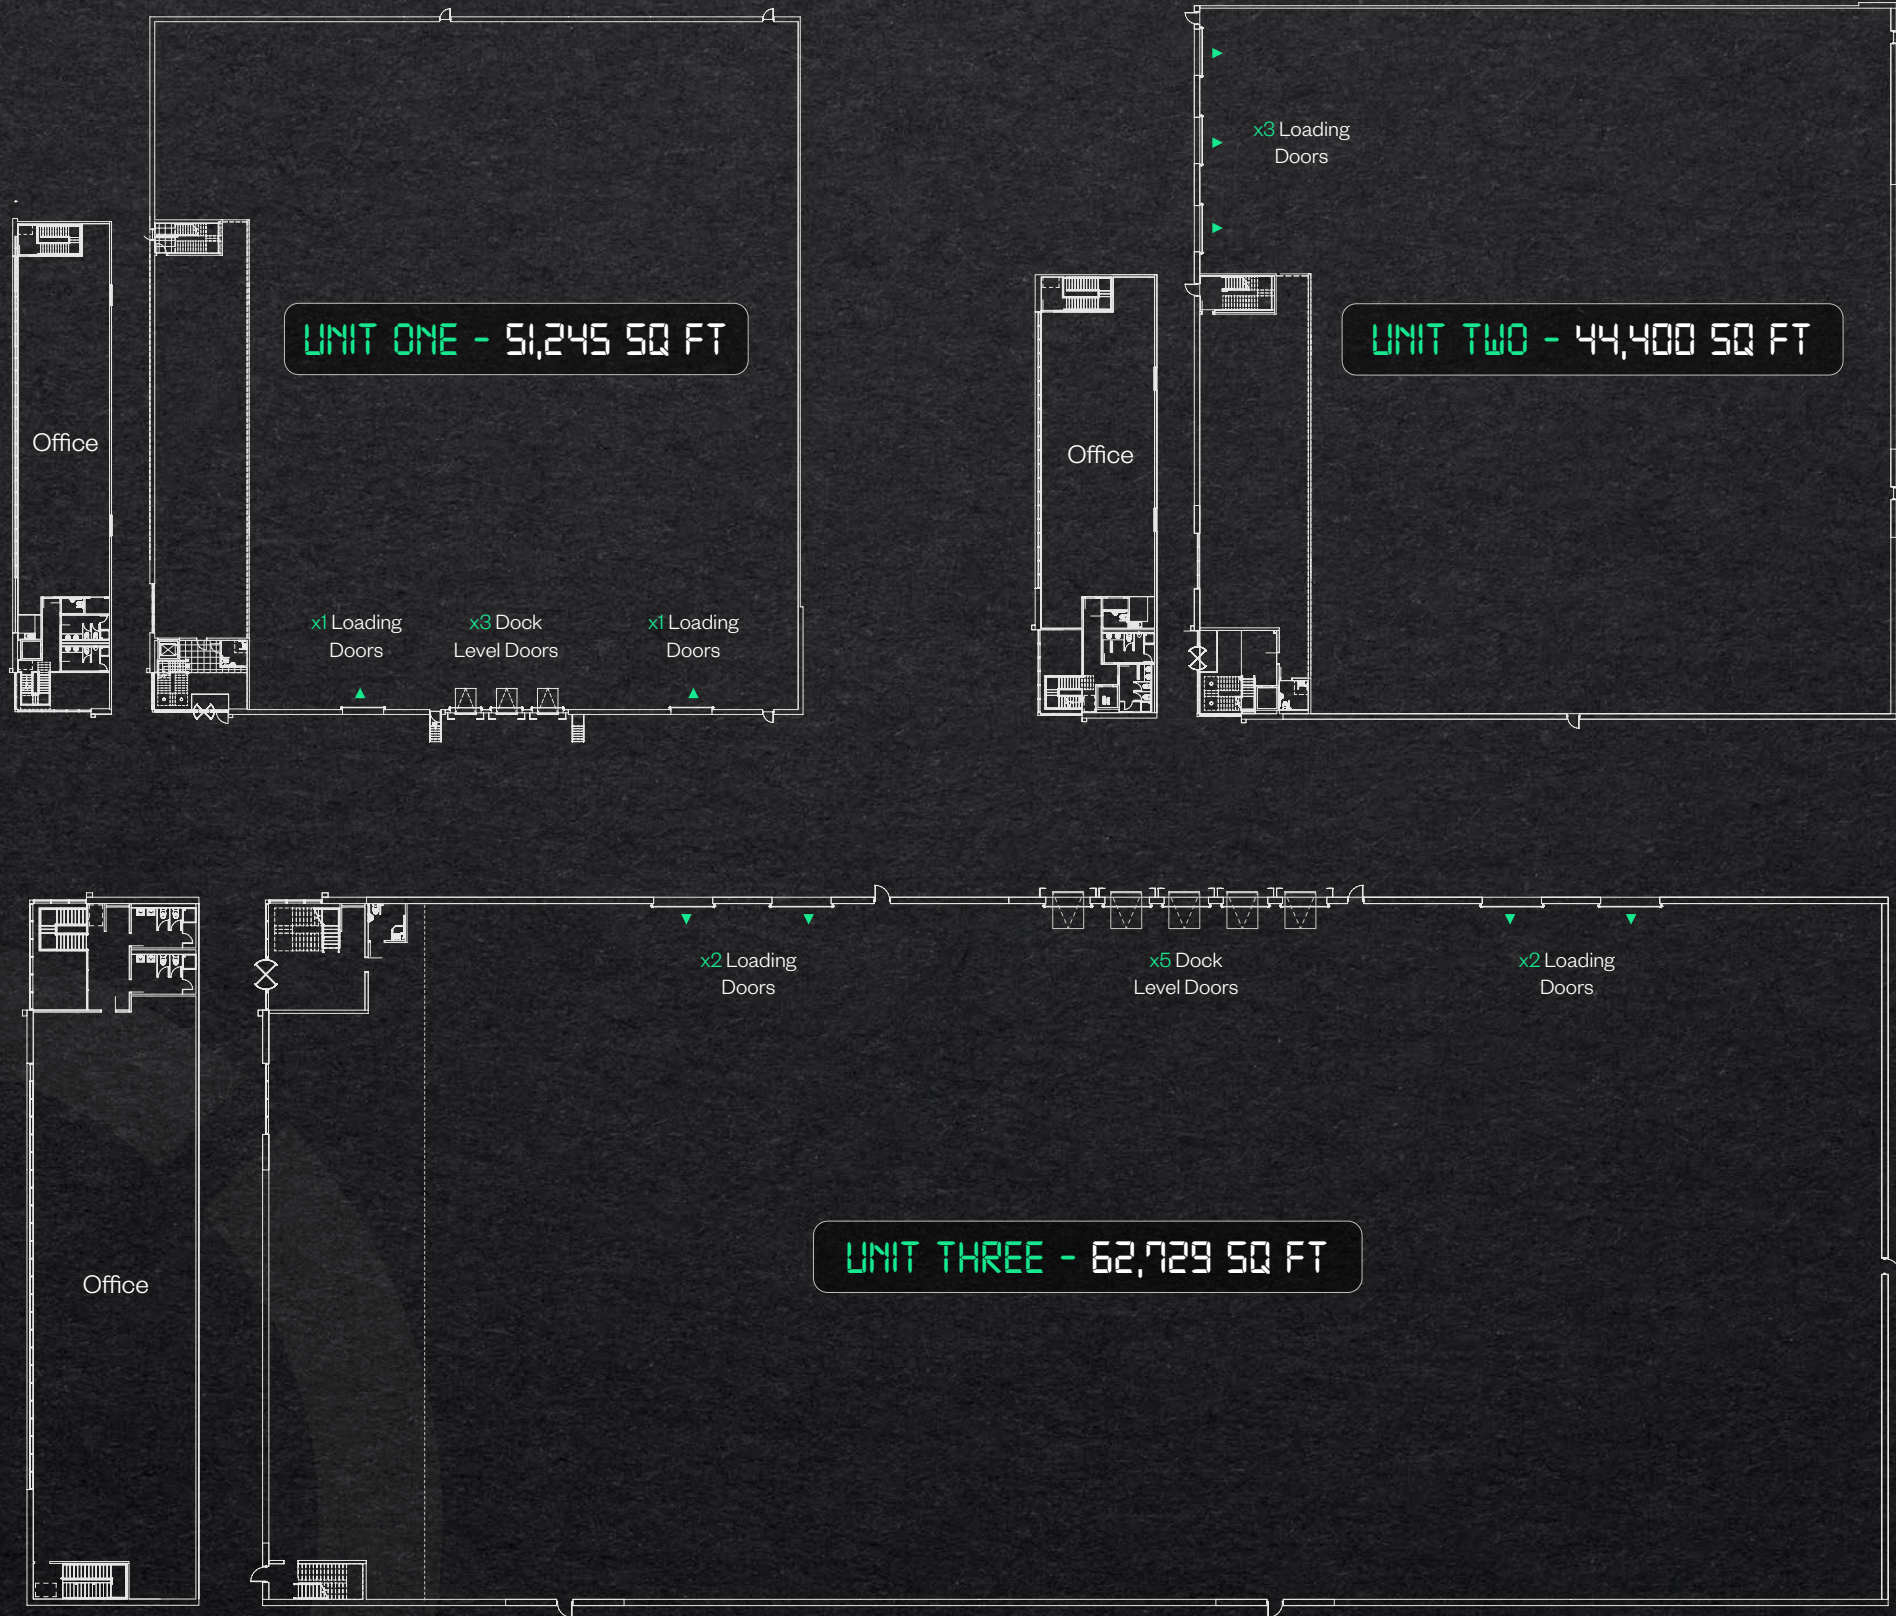 x3 Loading
Doors
UNIT ONE - 51,245 SQ FT
UNIT TWO - 44,400 SQ FT
Office
Office
x1 Loading
Doors
x3 Dock
Level Doors
x1 Loading
Doors
x2 Loading
Doors
x5 Dock
Level Doors
x2 Loading
Doors
UNIT THREE - 62,729 SQ FT
Office